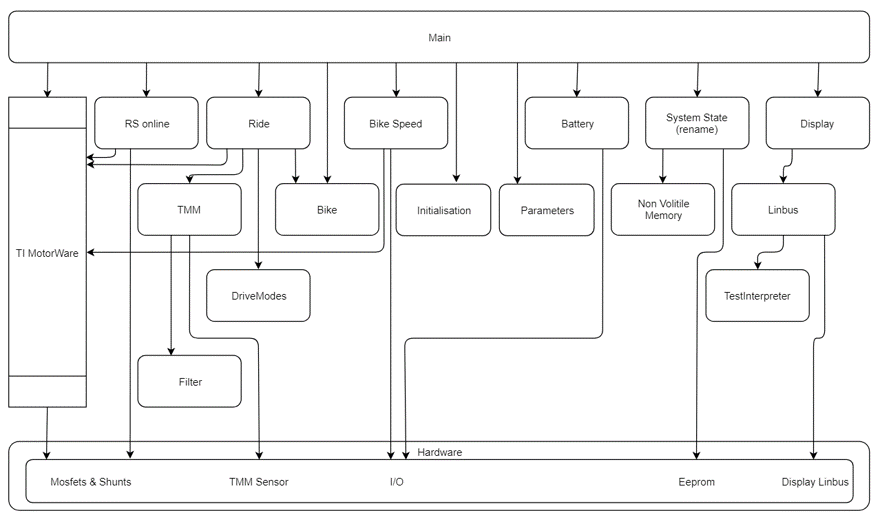 Main
RS online
Ride
Bike Speed
Battery
System State
(rename)
Display
TMM
Bike
Initialisation
Parameters
Non Volitile
Memory
Linbus
TI MotorWare
DriveModes
TestInterpreter
Filter
Hardware
Mosfets & Shunts
TMM Sensor
I/O
Eeprom
Display Linbus